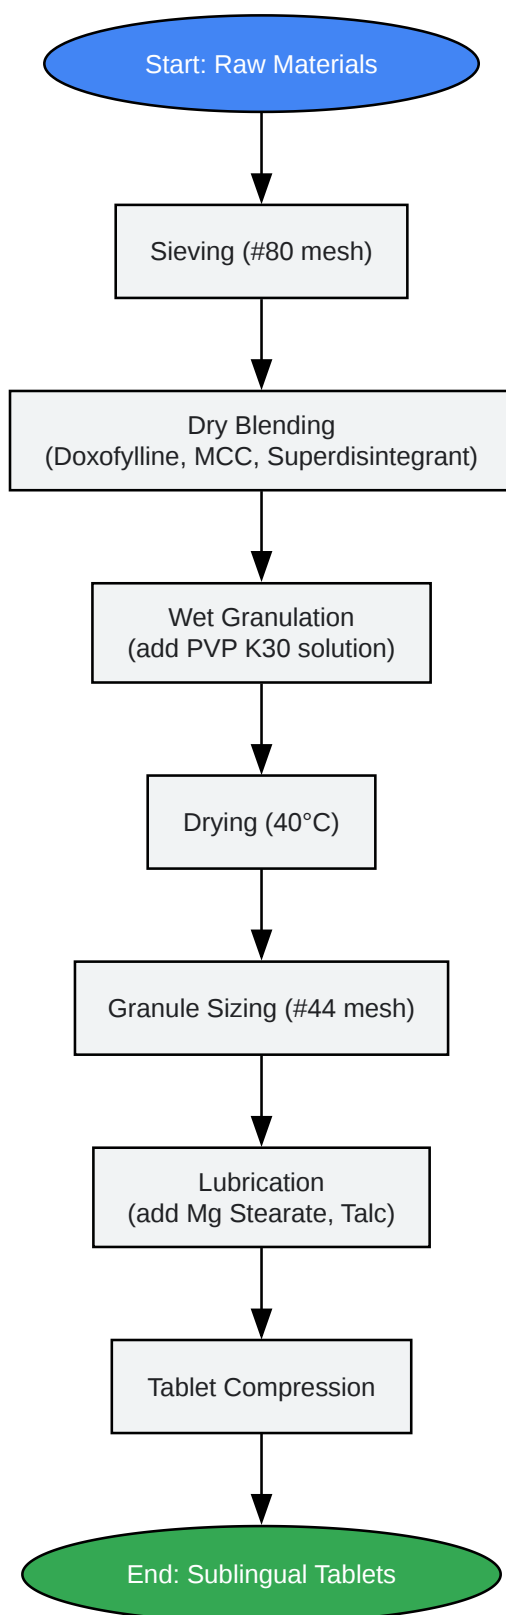 Start: Raw Materials
Sieving (#80 mesh)
Dry Blending
(Doxofylline, MCC, Superdisintegrant)
Wet Granulation
(add PVP K30 solution)
Drying (40°C)
Granule Sizing (#44 mesh)
Lubrication
(add Mg Stearate, Talc)
Tablet Compression
End: Sublingual Tablets